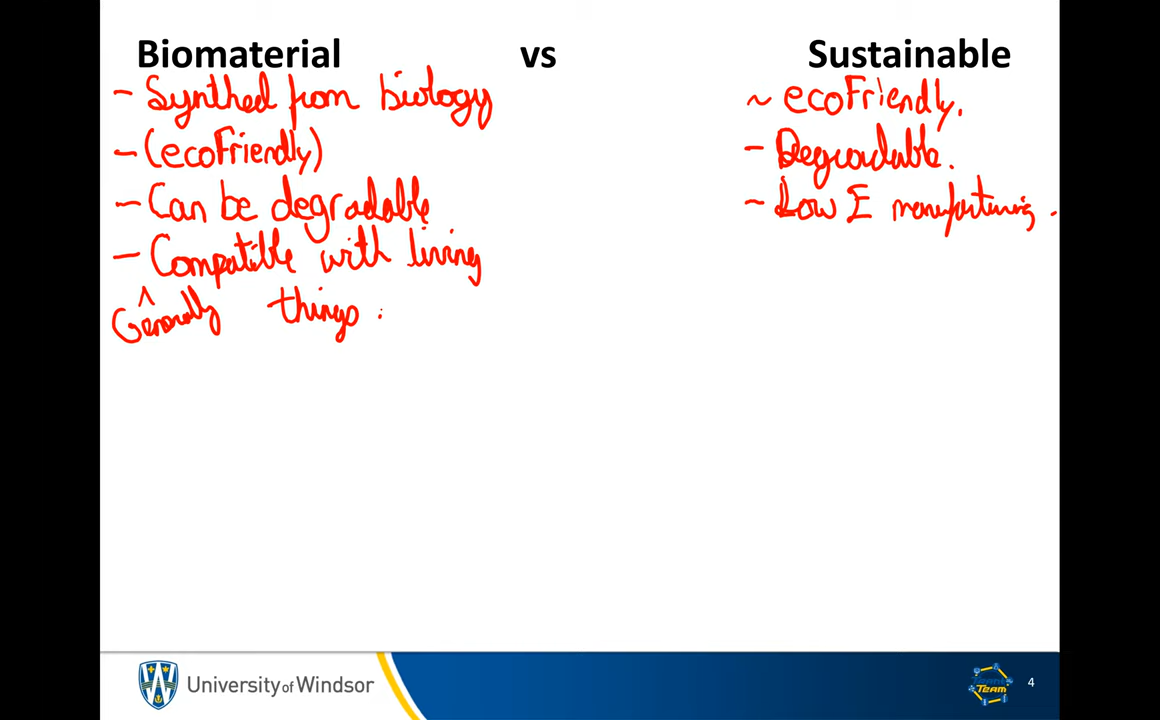 Biomaterial vs Sustainable
- Synthed from biology
- (ecoFriendly)
- Can be degradable
- Compatible with living
^
Generally things.
~ ecoFriendly.
- Degradable.
~ Low E manufacturing.
University of Windsor
Team
4